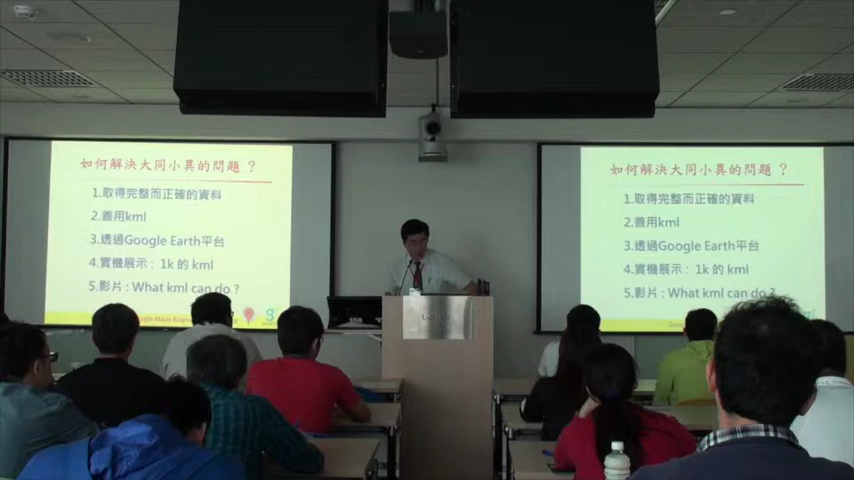 如何解決大同小異的問題？
1.取得完整而正確的資料
2.善用kml
3.透過Google Earth平台
4.實機展示：1k 的 kml
5.影片：What kml can do？
Google
如何解決大同小異的問題？
1.取得完整而正確的資料
2.善用kml
3.透過Google Earth平台
4.實機展示：1k 的 kml
5.影片：What kml can do？